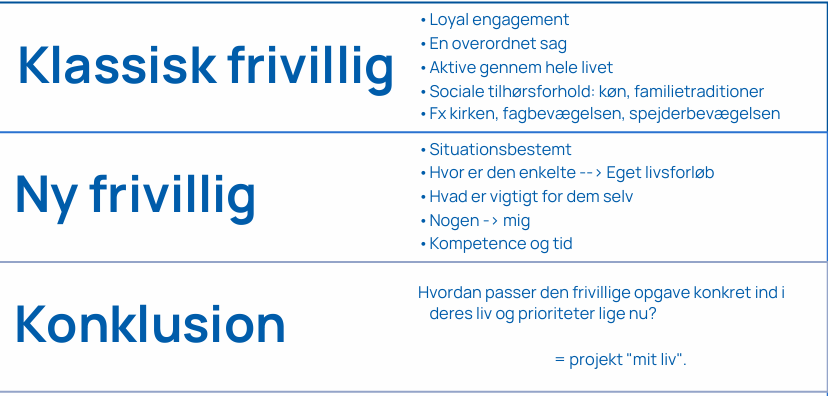 Klassisk frivillig
• Loyal engagement
• En overordnet sag
• Aktive gennem hele livet
• Sociale tilhørsforhold: køn, familietraditioner
• Fx kirken, fagbevægelsen, spejderbevægelsen
Ny frivillig
• Situationsbestemt
• Hvor er den enkelte --> Eget livsforløb
• Hvad er vigtigt for dem selv
• Nogen -> mig
• Kompetence og tid
Konklusion
Hvordan passer den frivillige opgave konkret ind i
deres liv og prioriteter lige nu?
= projekt "mit liv".